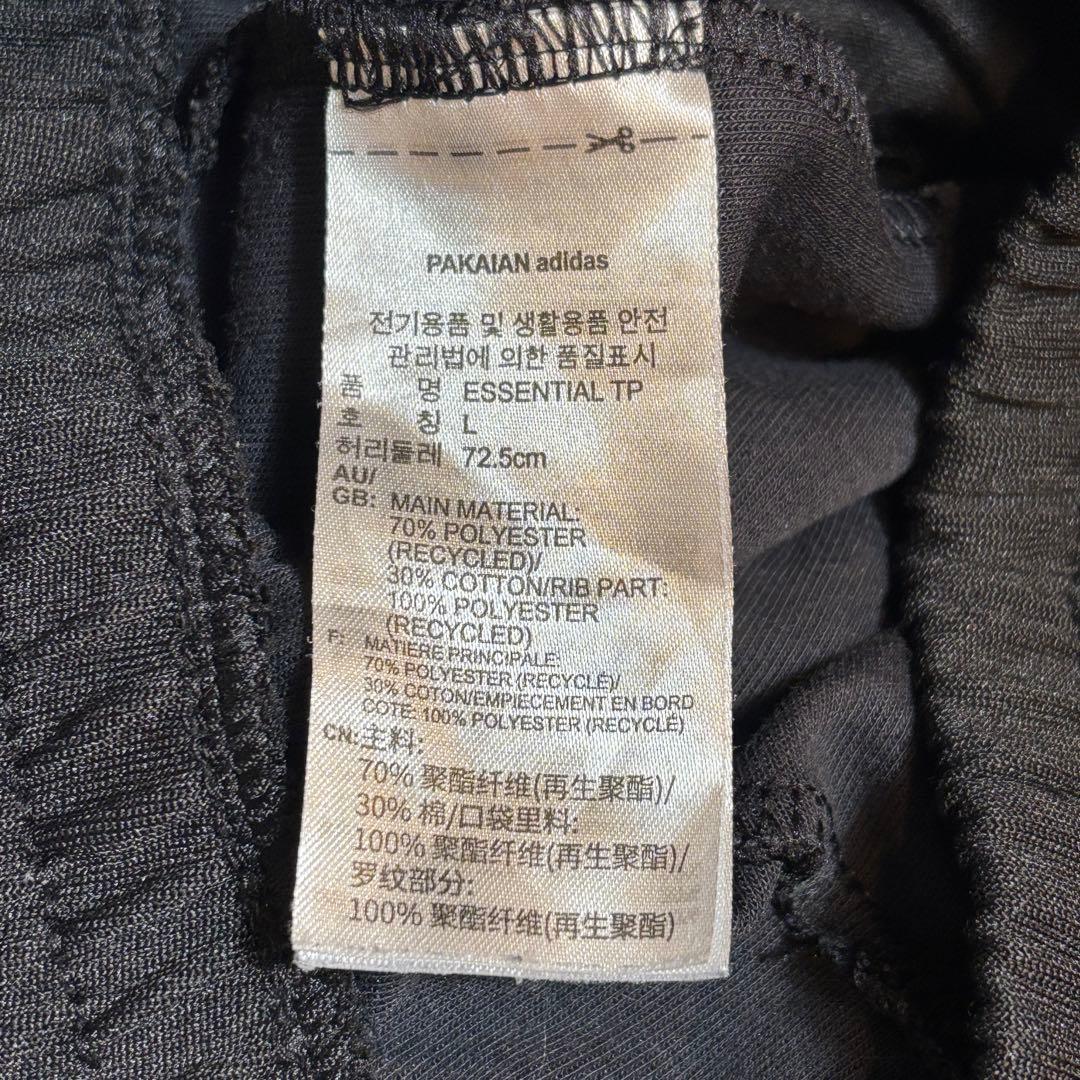 PAKAIAN adidas
전기용품 및 생활용품 안전
관리법에 의한 품질표시
품 명 ESSENTIAL TP
호 칭 L
허리둘레 72.5cm
AU/
GB: MAIN MATERIAL:
70% POLYESTER
(RECYCLED)/
30% COTTON/RIB PART:
100% POLYESTER
(RECYCLED)
F: MATIERE PRINCIPALE:
70% POLYESTER (RECYCLE)/
30% COTON/EMPIECEMENT EN BORD
COTE: 100% POLYESTER (RECYCLE)
CN:主料:
70% 聚酯纤维(再生聚酯)/
30% 棉/口袋里料:
100% 聚酯纤维(再生聚酯)/
罗纹部分:
100% 聚酯纤维(再生聚酯)